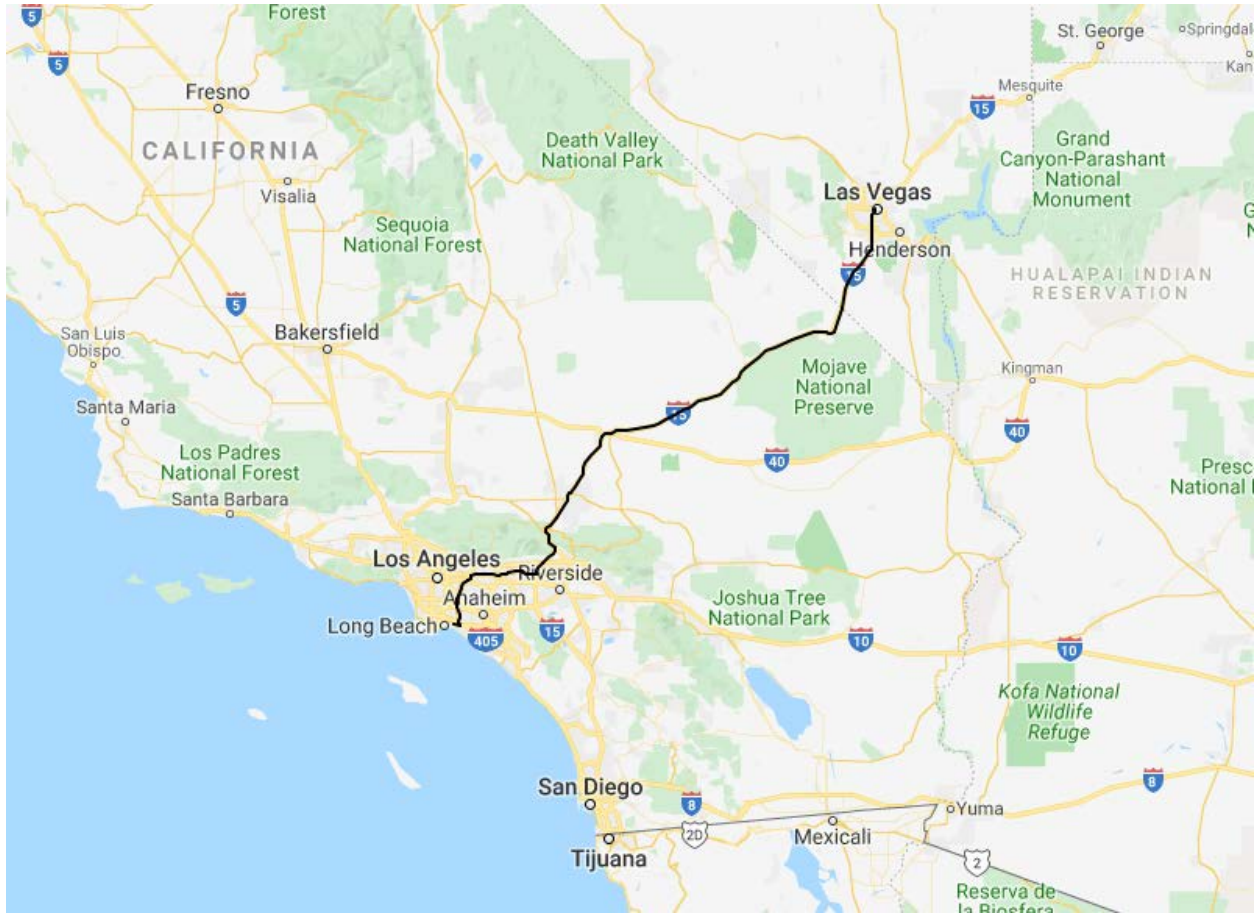 5
Forest
St. George
Springdal
5
Kan
Mesquite
Fresno
15
CALIFORNIA
Death Valley
National Park
Grand
Canyon-Parashant
National
Monument
Visalia
Las Vegas
Sequoia
National Forest
Henderson
15
HUALAPAI INDIAN
RESERVATION
5
San Luis
Obispo
Bakersfield
Mojave
National
Preserve
Kingman
Santa Maria
15
40
Los Padres
National Forest
40
Presc
National
Santa Barbara
Los Angeles
Riverside
Anaheim
Joshua Tree
National Park
Long Beach
405
15
10
10
Kofa National
Wildlife
Refuge
San Diego
8
8
Yuma
2D
Mexicali
Tijuana
2
Reserva de
la Biosfera